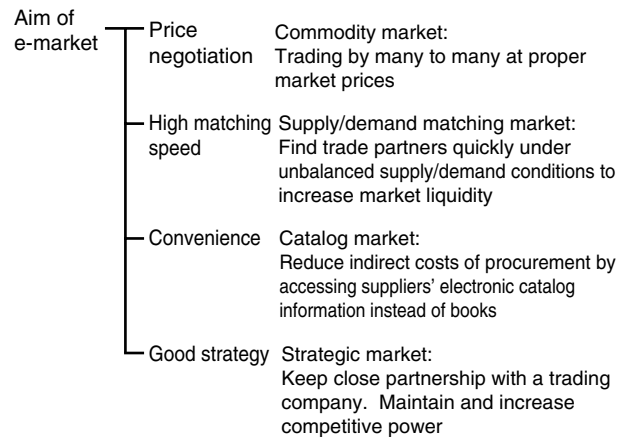 Aim of
e-market
Price
negotiation
Commodity market:
Trading by many to many at proper
market prices
High matching
speed
Supply/demand matching market:
Find trade partners quickly under
unbalanced supply/demand conditions to
increase market liquidity
Convenience
Catalog market:
Reduce indirect costs of procurement by
accessing suppliers’ electronic catalog
information instead of books
Good strategy
Strategic market:
Keep close partnership with a trading
company.  Maintain and increase
competitive power